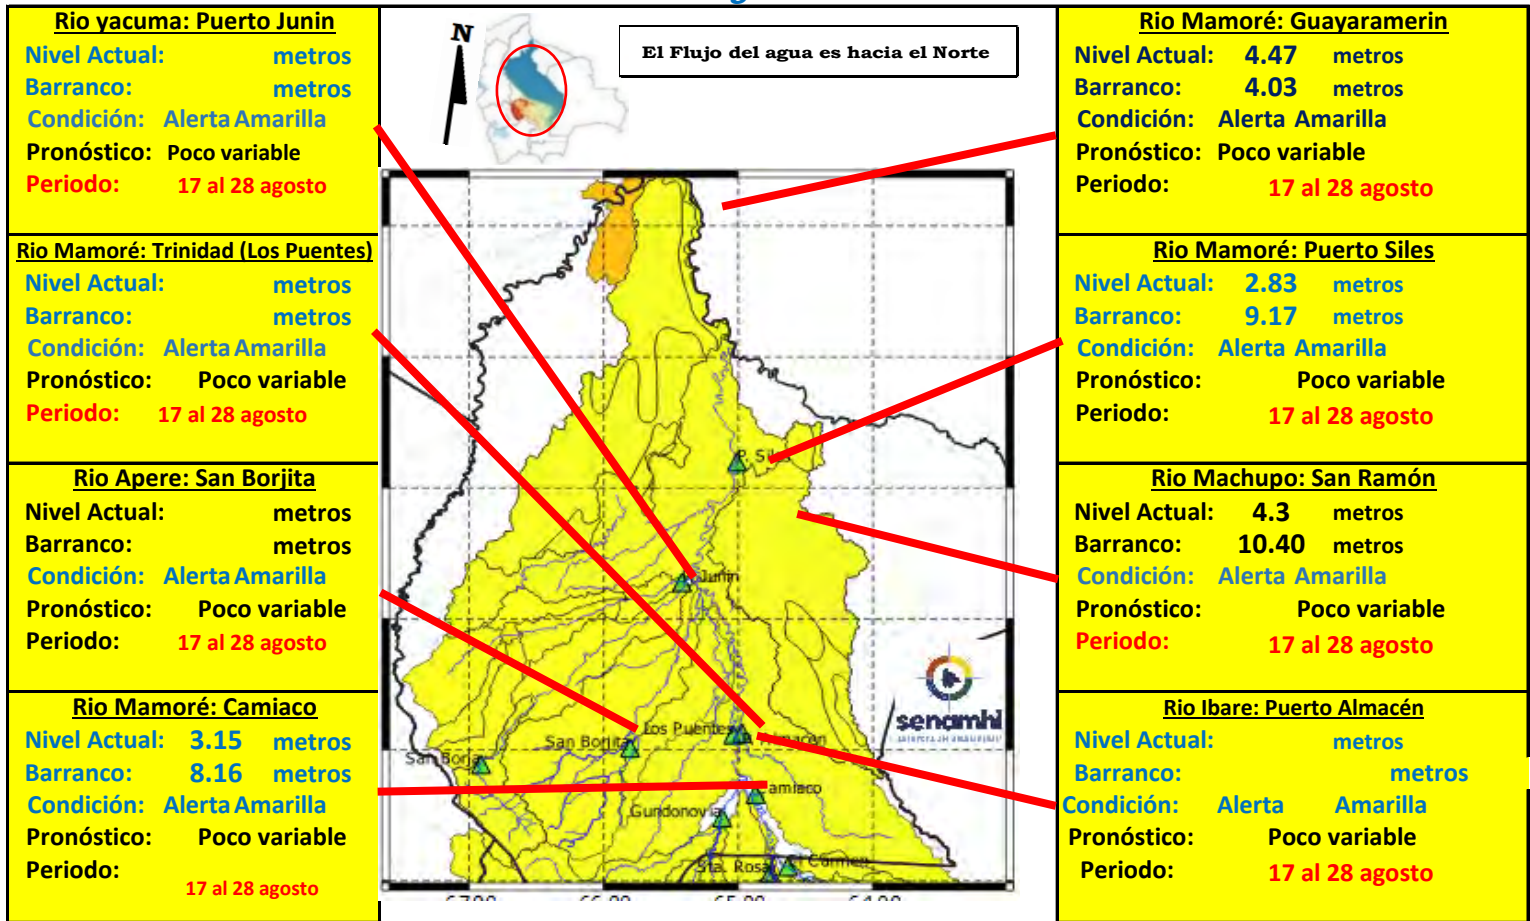 Rio yacuma: Puerto Junin
Nivel Actual: metros
Barranco: metros
Condición: Alerta Amarilla
Pronóstico: Poco variable
Periodo: 17 al 28 agosto
Rio Mamoré: Trinidad (Los Puentes)
Nivel Actual: metros
Barranco: metros
Condición: Alerta Amarilla
Pronóstico: Poco variable
Periodo: 17 al 28 agosto
Rio Apere: San Borjita
Nivel Actual: metros
Barranco: metros
Condición: Alerta Amarilla
Pronóstico: Poco variable
Periodo: 17 al 28 agosto
Rio Mamoré: Camiaco
Nivel Actual: 3.15 metros
Barranco: 8.16 metros
Condición: Alerta Amarilla
Pronóstico: Poco variable
Periodo:
17 al 28 agosto
N
El Flujo del agua es hacia el Norte
P. Siles
Junin
Los Puentes
P. Almacén
San Borjita
San Borja
Camiaco
Gundonovia
Sta. Rosa
El Carmen
senamhi
Rio Mamoré: Guayaramerin
Nivel Actual: 4.47 metros
Barranco: 4.03 metros
Condición: Alerta Amarilla
Pronóstico: Poco variable
Periodo: 17 al 28 agosto
Rio Mamoré: Puerto Siles
Nivel Actual: 2.83 metros
Barranco: 9.17 metros
Condición: Alerta Amarilla
Pronóstico: Poco variable
Periodo: 17 al 28 agosto
Rio Machupo: San Ramón
Nivel Actual: 4.3 metros
Barranco: 10.40 metros
Condición: Alerta Amarilla
Pronóstico: Poco variable
Periodo: 17 al 28 agosto
Rio Ibare: Puerto Almacén
Nivel Actual: metros
Barranco: metros
Condición: Alerta Amarilla
Pronóstico: Poco variable
Periodo: 17 al 28 agosto